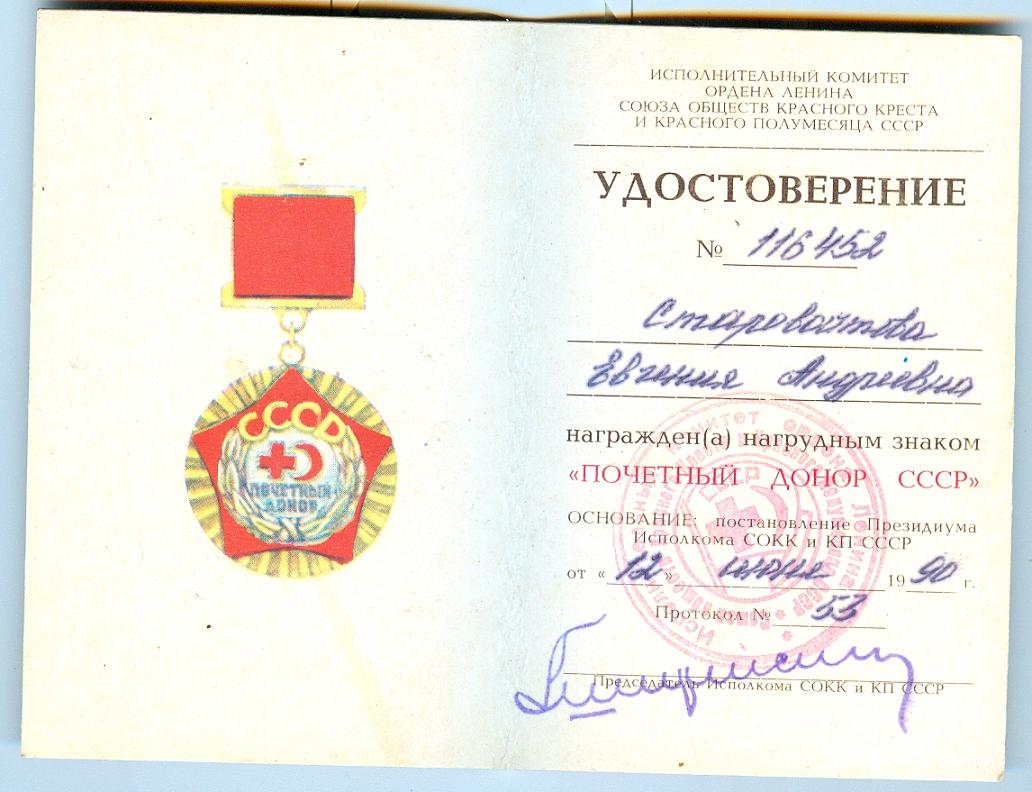 СССР
ПОЧЕТНЫЙ
ДОНОР
ИСПОЛНИТЕЛЬНЫЙ КОМИТЕТ
ОРДЕНА ЛЕНИНА
СОЮЗА ОБЩЕСТВ КРАСНОГО КРЕСТА
И КРАСНОГО ПОЛУМЕСЯЦА СССР
УДОСТОВЕРЕНИЕ
№ 116452
Старовойтова
Евгения Андреевна
награжден(а) нагрудным знаком
«ПОЧЕТНЫЙ ДОНОР СССР»
ОСНОВАНИЕ: постановление Президиума
Исполкома СОКК и КП СССР
от «12» июня 1990 г.
Протокол № 53
Председатель Исполкома СОКК и КП СССР